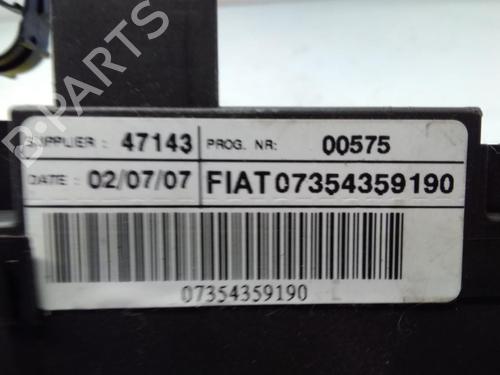 B-PARTS
SUPPLIER : 47143 PROG. NR: 00575
DATE : 02/07/07 FIAT 07354359190
07354359190 L